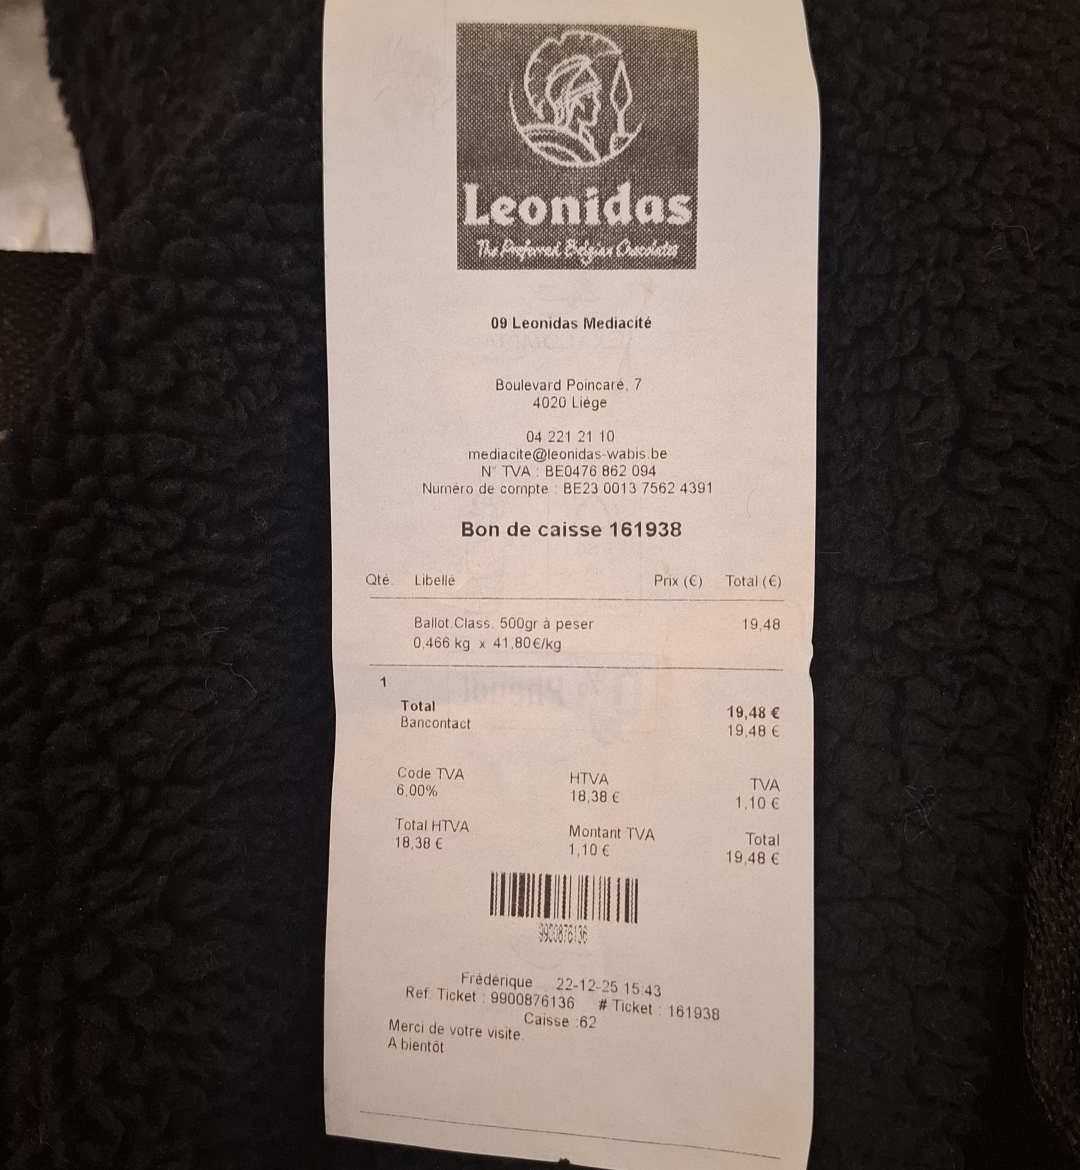 Leonidas
The Preferred Belgian Chocolates
09 Leonidas Mediacité
Boulevard Poincaré, 7
4020 Liège
04 221 21 10
mediacite@leonidas-wabis.be
N° TVA : BE0476 862 094
Numéro de compte : BE23 0013 7562 4391
Bon de caisse 161938
Qté. Libellé Prix (€) Total (€)
Ballot.Class. 500gr à peser 19,48
0,466 kg x 41,80€/kg
1
Total 19,48 €
Bancontact 19,48 €
Code TVA HTVA TVA
6,00% 18,38 € 1,10 €
Total HTVA Montant TVA Total
18,38 € 1,10 € 19,48 €
9900876136
Frédérique 22-12-25 15:43
Ref. Ticket : 9900876136 # Ticket : 161938
Caisse :62
Merci de votre visite.
A bientôt